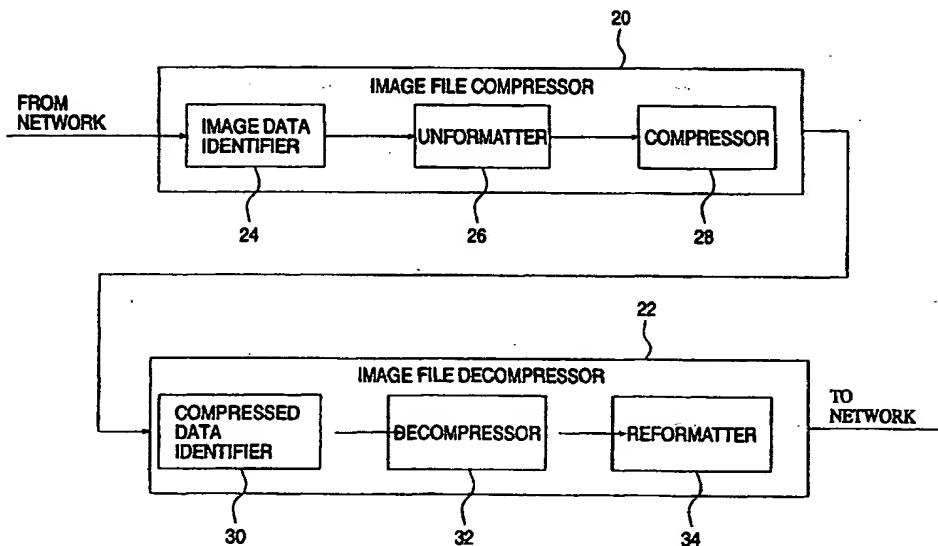 20
IMAGE FILE COMPRESSOR
FROM
NETWORK
IMAGE DATA
IDENTIFIER
UNFORMATTER
COMPRESSOR
24
26
28
22
IMAGE FILE DECOMPRESSOR
COMPRESSED
DATA
IDENTIFIER
DECOMPRESSOR
REFORMATTER
TO
NETWORK
30
32
34